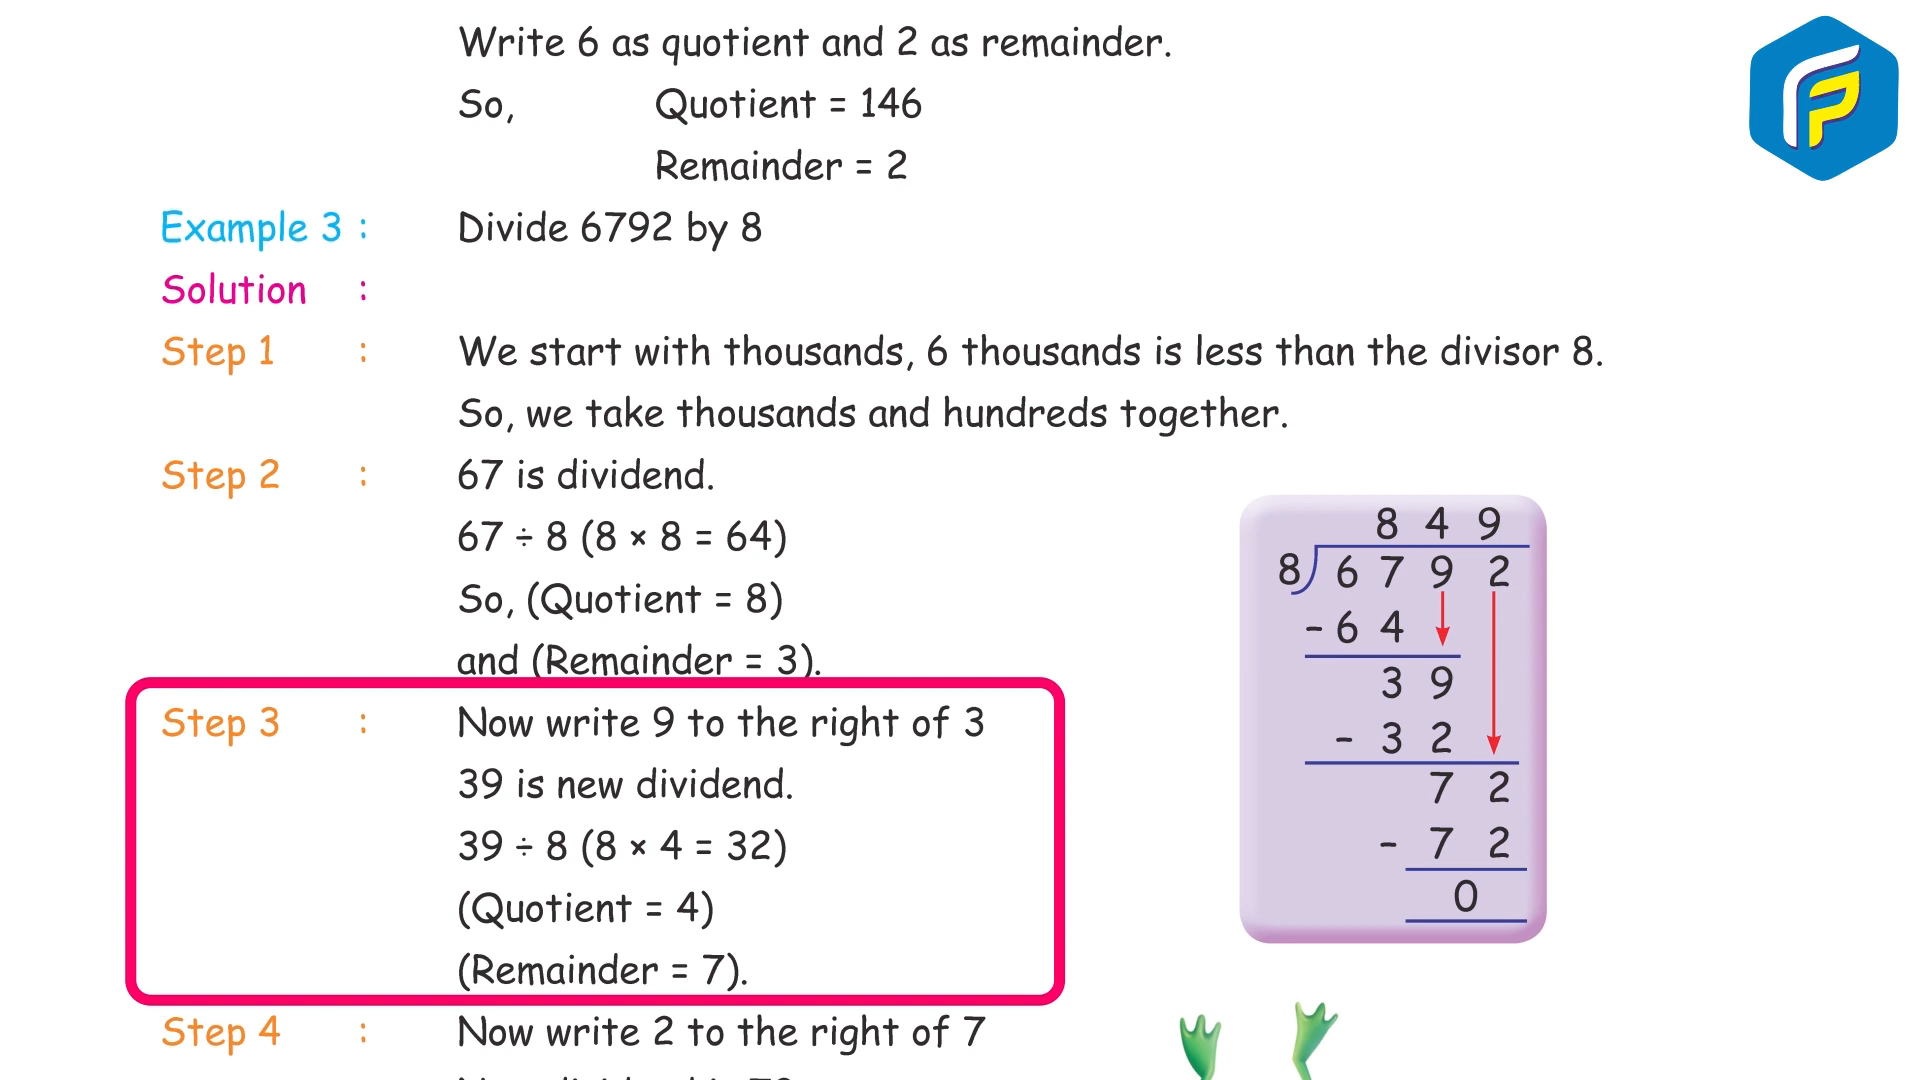 Write 6 as quotient and 2 as remainder.
So, Quotient = 146
Remainder = 2
Example 3 : Divide 6792 by 8
Solution :
Step 1 : We start with thousands, 6 thousands is less than the divisor 8.
So, we take thousands and hundreds together.
Step 2 : 67 is dividend.
67 ÷ 8 (8 × 8 = 64)
So, (Quotient = 8)
and (Remainder = 3).
Step 3 : Now write 9 to the right of 3
39 is new dividend.
39 ÷ 8 (8 × 4 = 32)
(Quotient = 4)
(Remainder = 7).
Step 4 : Now write 2 to the right of 7
8 4 9
8 6 7 9 2
- 6 4
3 9
- 3 2
7 2
- 7 2
0